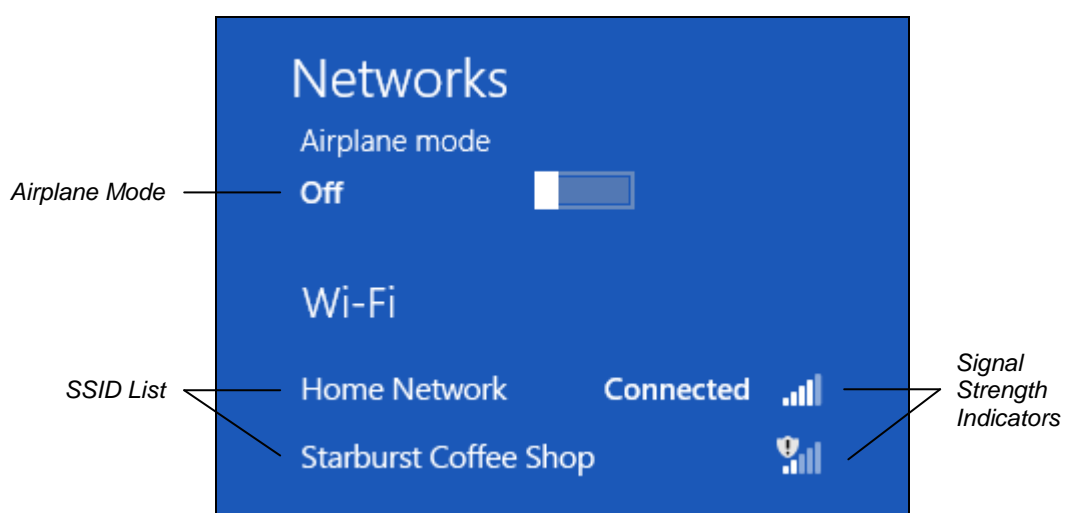 Networks
Airplane mode
Airplane Mode
Off
Wi-Fi
SSID List
Home Network Connected
Starburst Coffee Shop
Signal
Strength
Indicators